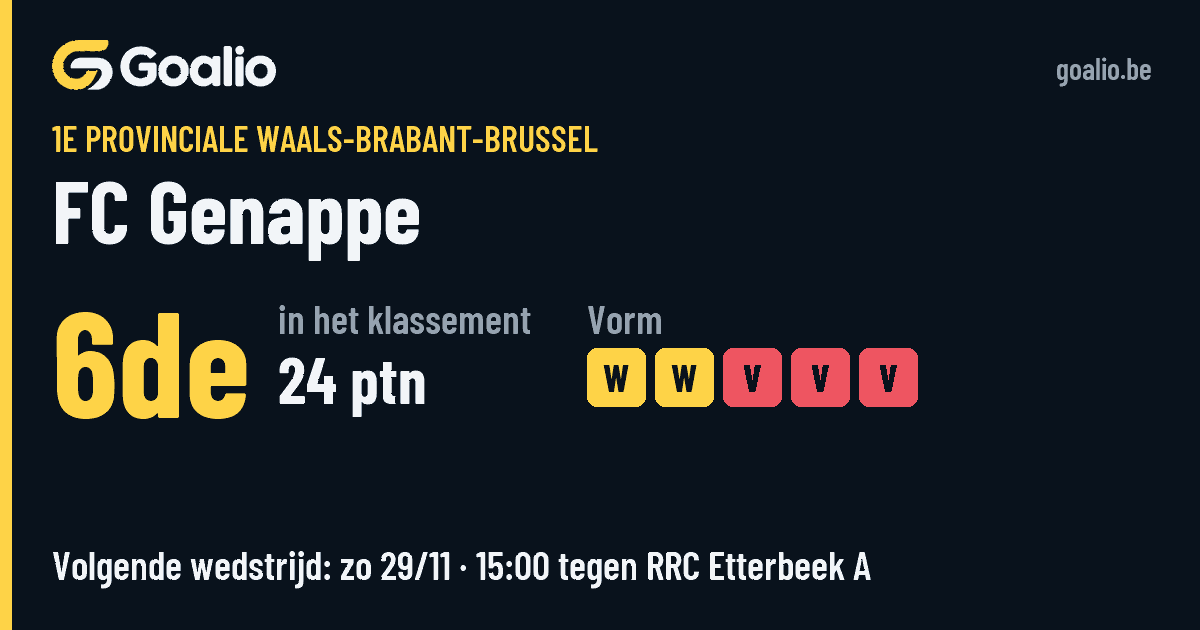 Goalio
goalio.be
1E PROVINCIALE WAALS-BRABANT-BRUSSEL
FC Genappe
6de
in het klassement
24 ptn
Vorm
W W V V V
Volgende wedstrijd: zo 29/11 · 15:00 tegen RRC Etterbeek A